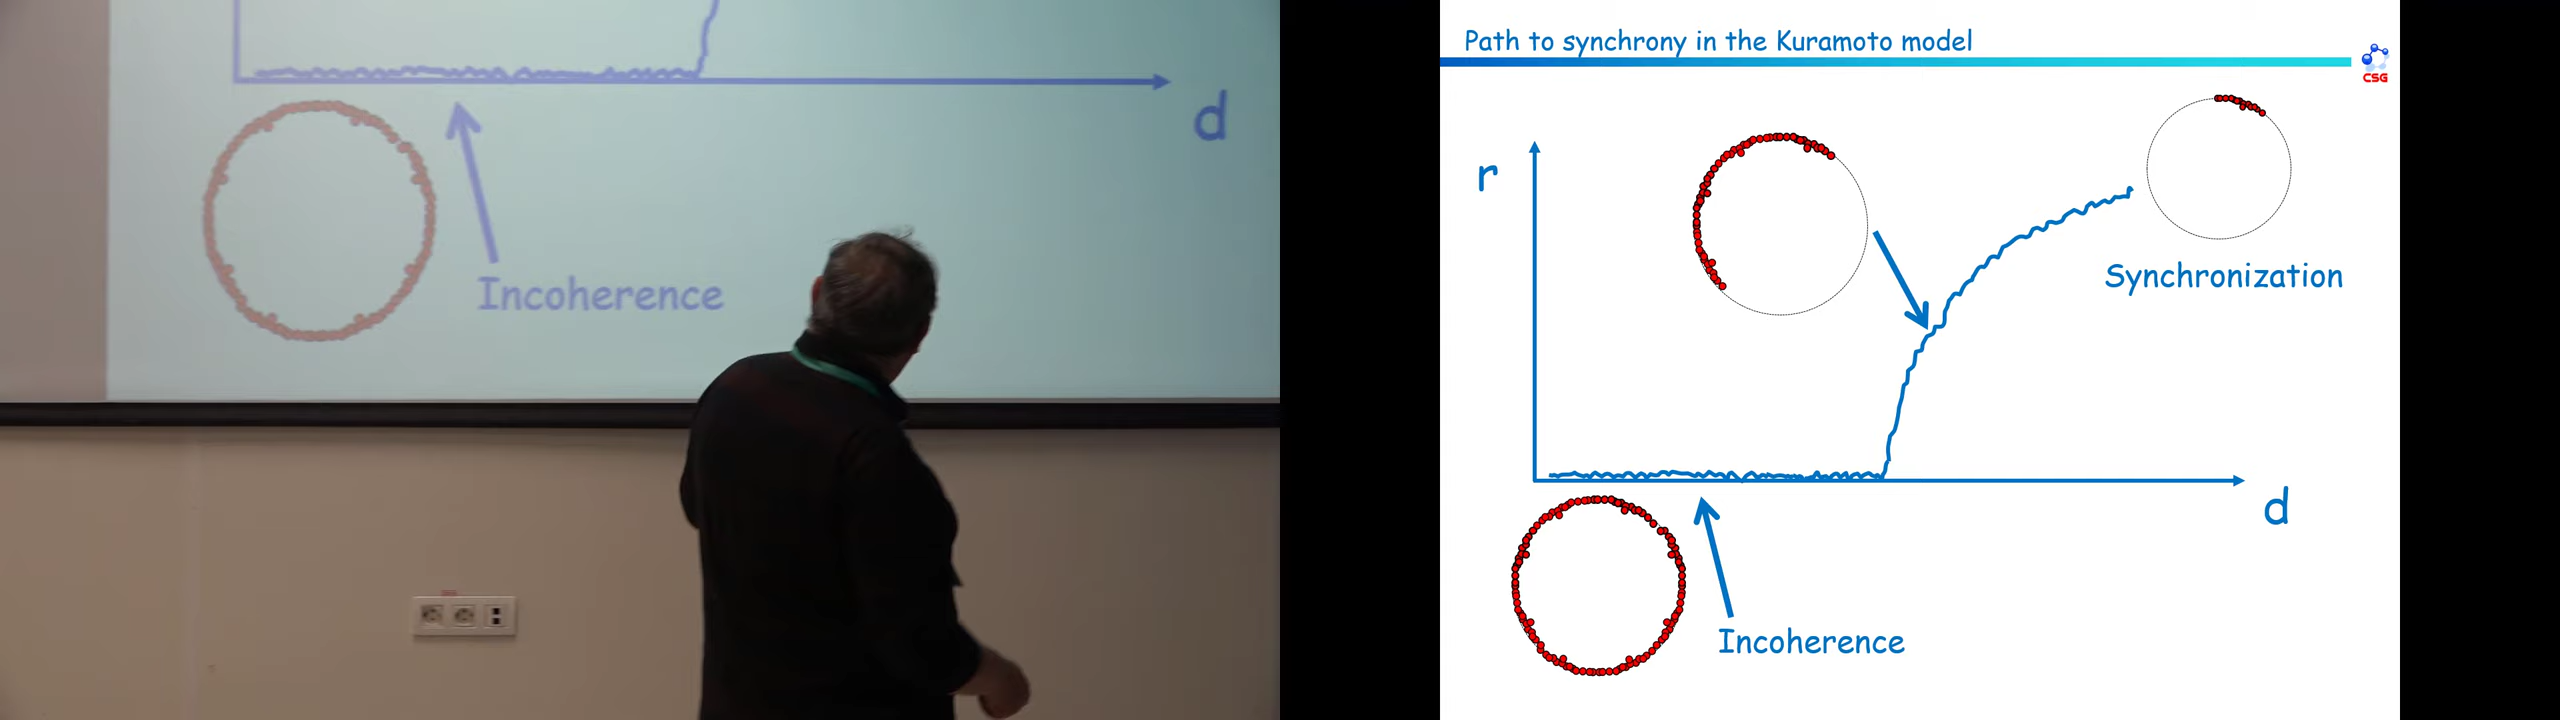 d
Incoherence
Path to synchrony in the Kuramoto model
CSG
r
Synchronization
d
Incoherence